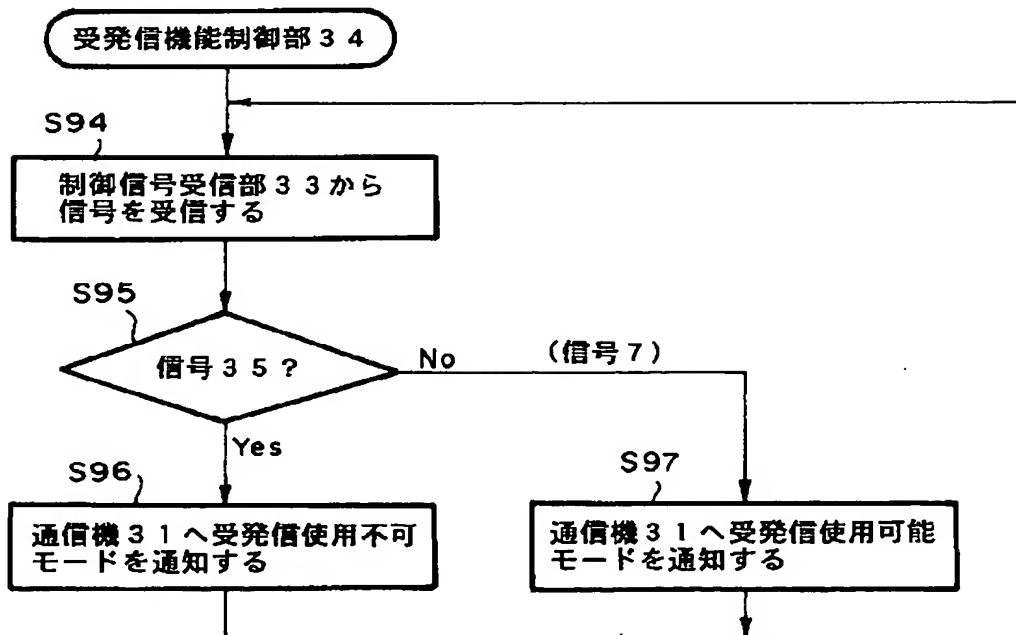 受発信機能制御部３４
S94
制御信号受信部３３から
信号を受信する
S95
信号３５？
No
(信号７)
Yes
S96
通信機３１へ受発信使用不可
モードを通知する
S97
通信機３１へ受発信使用可能
モードを通知する